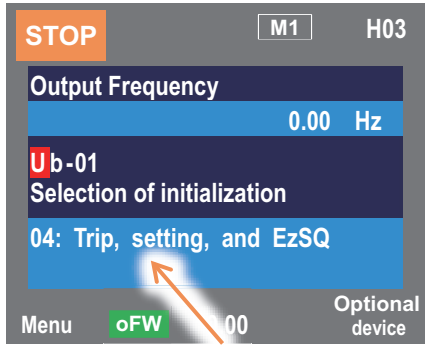 STOP M1 H03
Output Frequency
0.00 Hz
Ub-01
Selection of initialization
04: Trip, setting, and EzSQ
Optional
Menu oFW 00 device